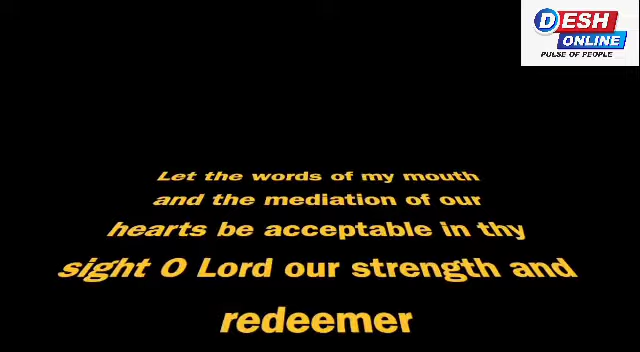 DESH
ONLINE
PULSE OF PEOPLE
Let the words of my mouth
and the mediation of our
hearts be acceptable in thy
sight O Lord our strength and
redeemer